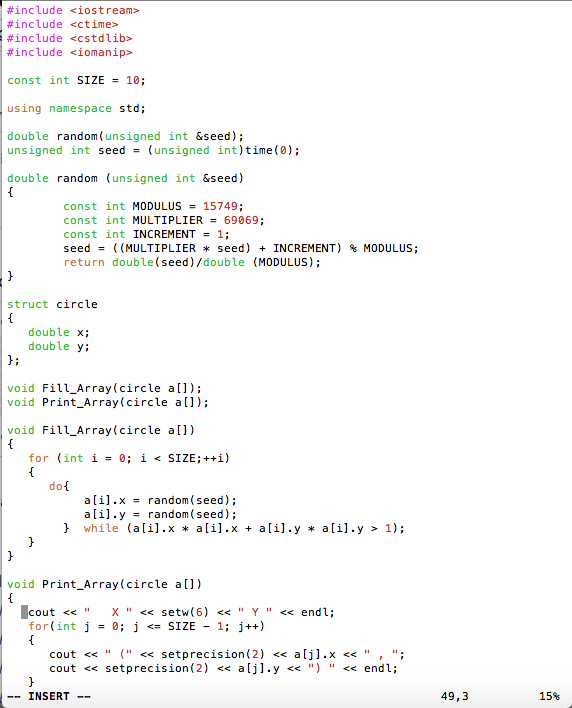 #include <iostream>
#include <ctime>
#include <cstdlib>
#include <iomanip>

const int SIZE = 10;

using namespace std;

double random(unsigned int &seed);
unsigned int seed = (unsigned int)time(0);

double random (unsigned int &seed)
{
        const int MODULUS = 15749;
        const int MULTIPLIER = 69069;
        const int INCREMENT = 1;
        seed = ((MULTIPLIER * seed) + INCREMENT) % MODULUS;
        return double(seed)/double (MODULUS);
}

struct circle
{
   double x;
   double y;
};

void Fill_Array(circle a[]);
void Print_Array(circle a[]);

void Fill_Array(circle a[])
{
   for (int i = 0; i < SIZE;++i)
   {
      do{
           a[i].x = random(seed);
           a[i].y = random(seed);
        }  while (a[i].x * a[i].x + a[i].y * a[i].y > 1);
   }
}

void Print_Array(circle a[])
{
   cout << "   X " << setw(6) << " Y " << endl;
   for(int j = 0; j <= SIZE - 1; j++)
   {
      cout << " (" << setprecision(2) << a[j].x << " , ";
      cout << setprecision(2) << a[j].y << ") " << endl;
   }
-- INSERT --                                                  49,3          15%